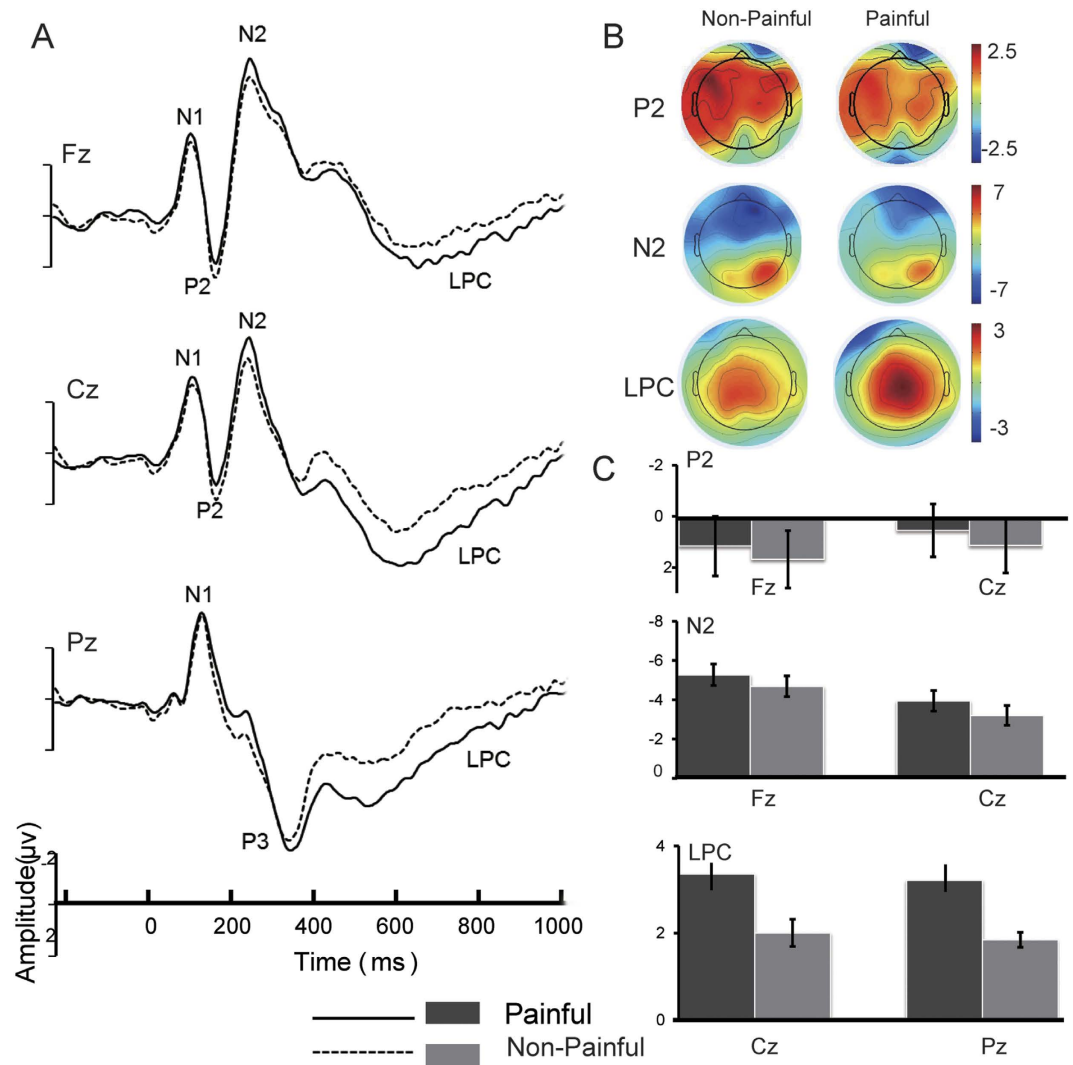 A
N1
N2
Fz
P2
LPC
N1
N2
Cz
P2
LPC
N1
Pz
LPC
P3
Amplitude(μv)
-2
2
0 200 400 600 800 1000
Time ( ms )
Painful
Non-Painful
B
Non-Painful Painful
P2
2.5
-2.5
N2
7
-7
LPC
3
-3
C
P2
-2
0
2
Fz Cz
N2
-8
-6
-4
-2
0
Fz Cz
LPC
4
2
0
Cz Pz